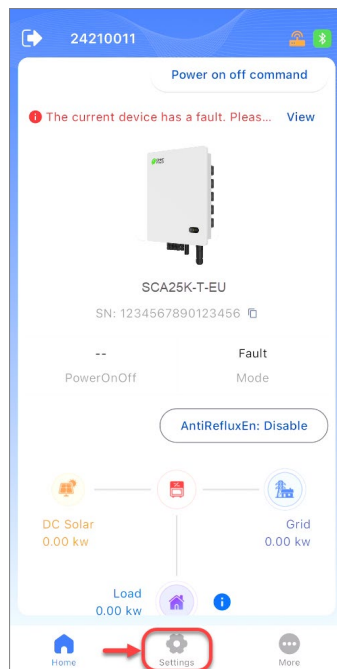 24210011
Power on off command
The current device has a fault. Pleas... View
SCA25K-T-EU
SN: 1234567890123456
-- Fault
PowerOnOff Mode
AntiRefluxEn: Disable
DC Solar Grid
0.00 kw 0.00 kw
Load
0.00 kw
Home Settings More